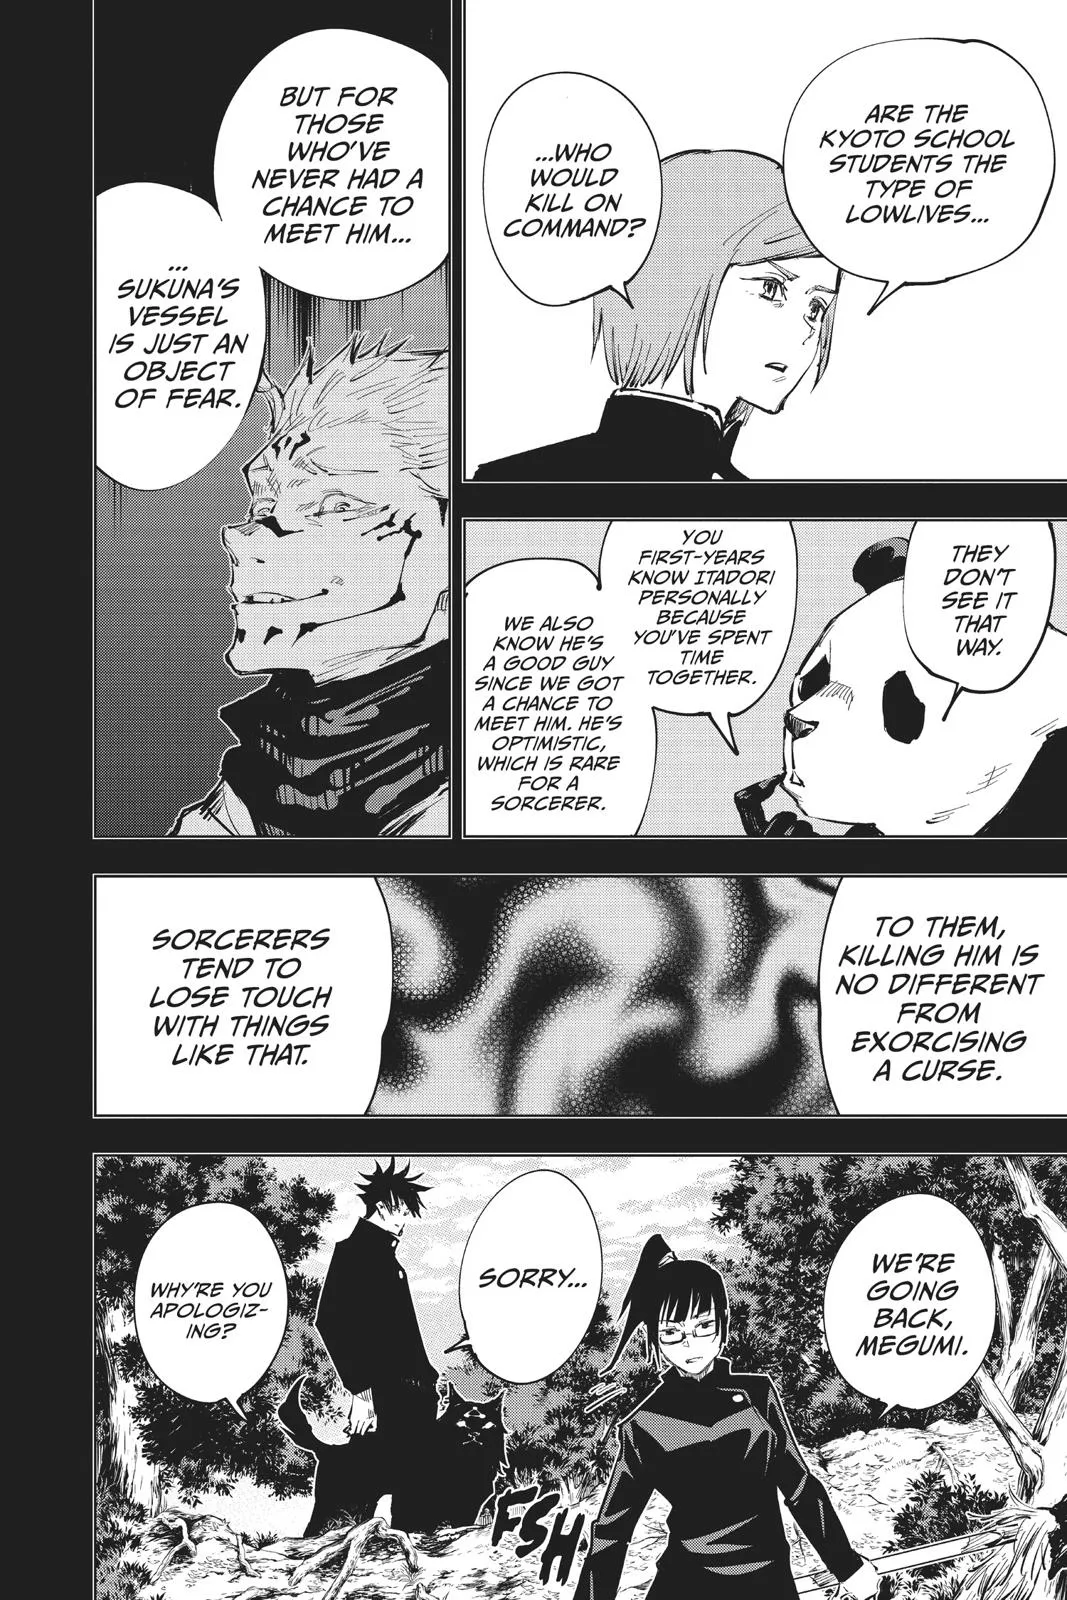 ARE THE
KYOTO SCHOOL
STUDENTS THE
TYPE OF
LOWLIVES...
...WHO
WOULD
KILL ON
COMMAND?
THEY
DON'T
SEE IT
THAT
WAY.
YOU
FIRST-YEARS
KNOW ITADORI
PERSONALLY
BECAUSE
YOU'VE SPENT
TIME
TOGETHER.
WE ALSO
KNOW HE'S
A GOOD GUY
SINCE WE GOT
A CHANCE TO
MEET HIM. HE'S
OPTIMISTIC,
WHICH IS RARE
FOR A
SORCERER.
BUT FOR
THOSE
WHO'VE
NEVER HAD A
CHANCE TO
MEET HIM...
...
SUKUNA'S
VESSEL
IS JUST AN
OBJECT
OF FEAR.
TO THEM,
KILLING HIM IS
NO DIFFERENT
FROM
EXORCISING
A CURSE.
SORCERERS
TEND TO
LOSE TOUCH
WITH THINGS
LIKE THAT.
WE'RE
GOING
BACK,
MEGUMI.
SORRY...
WHY'RE YOU
APOLOGIZ-
ING?
FSH